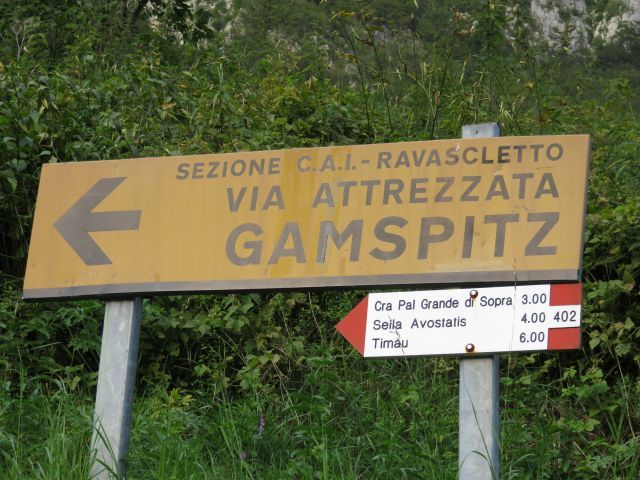 SEZIONE C.A.I.-RAVASCLETTO
VIA ATTREZZATA
GAMSPITZ
Cra Pal Grande di Sopra 3.00
Sella Avostatis 4.00 402
Timau 6.00